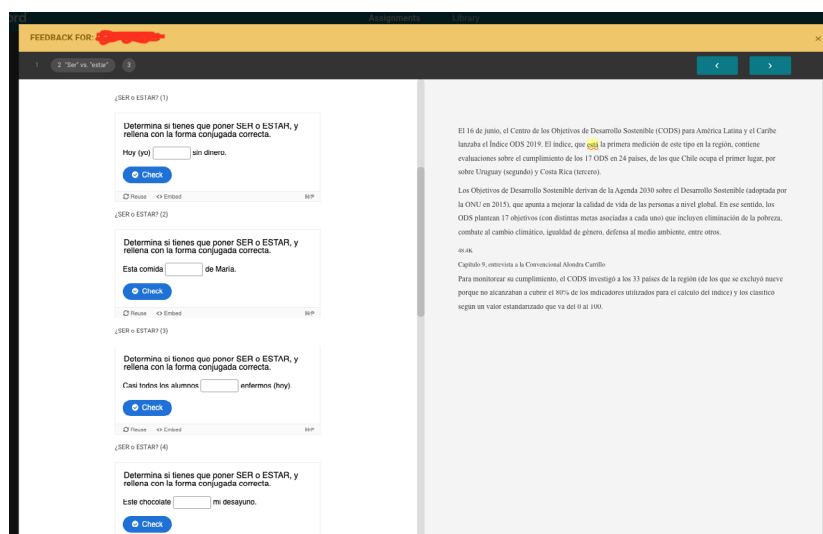 Assignments Library
FEEDBACK FOR:
×
1 2 "Ser" vs. "estar" 3
‹ ›
¿SER o ESTAR? (1)
Determina si tienes que poner SER o ESTAR, y
rellena con la forma conjugada correcta.
Hoy (yo) sin dinero.
Check
Reuse <> Embed H5P
¿SER o ESTAR? (2)
Determina si tienes que poner SER o ESTAR, y
rellena con la forma conjugada correcta.
Esta comida de María.
Check
Reuse <> Embed H5P
¿SER o ESTAR? (3)
Determina si tienes que poner SER o ESTAR, y
rellena con la forma conjugada correcta.
Casi todos los alumnos enfermos (hoy).
Check
Reuse <> Embed H5P
¿SER o ESTAR? (4)
Determina si tienes que poner SER o ESTAR, y
rellena con la forma conjugada correcta.
Este chocolate mi desayuno.
Check
El 16 de junio, el Centro de los Objetivos de Desarrollo Sostenible (CODS) para América Latina y el Caribe
lanzaba el Índice ODS 2019. El índice, que está la primera medición de este tipo en la región, contiene
evaluaciones sobre el cumplimiento de los 17 ODS en 24 países, de los que Chile ocupa el primer lugar, por
sobre Uruguay (segundo) y Costa Rica (tercero).
Los Objetivos de Desarrollo Sostenible derivan de la Agenda 2030 sobre el Desarrollo Sostenible (adoptada por
la ONU en 2015), que apunta a mejorar la calidad de vida de las personas a nivel global. En ese sentido, los
ODS plantean 17 objetivos (con distintas metas asociadas a cada uno) que incluyen eliminación de la pobreza,
combate al cambio climático, igualdad de género, defensa al medio ambiente, entre otros.
48.4K
Capítulo 9, entrevista a la Convencional Alondra Carrillo
Para monitorear su cumplimiento, el CODS investigó a los 33 países de la región (de los que se excluyó nueve
porque no alcanzaban a cubrir el 80% de los indicadores utilizados para el cálculo del índice) y los clasificó
según un valor estandarizado que va del 0 al 100.